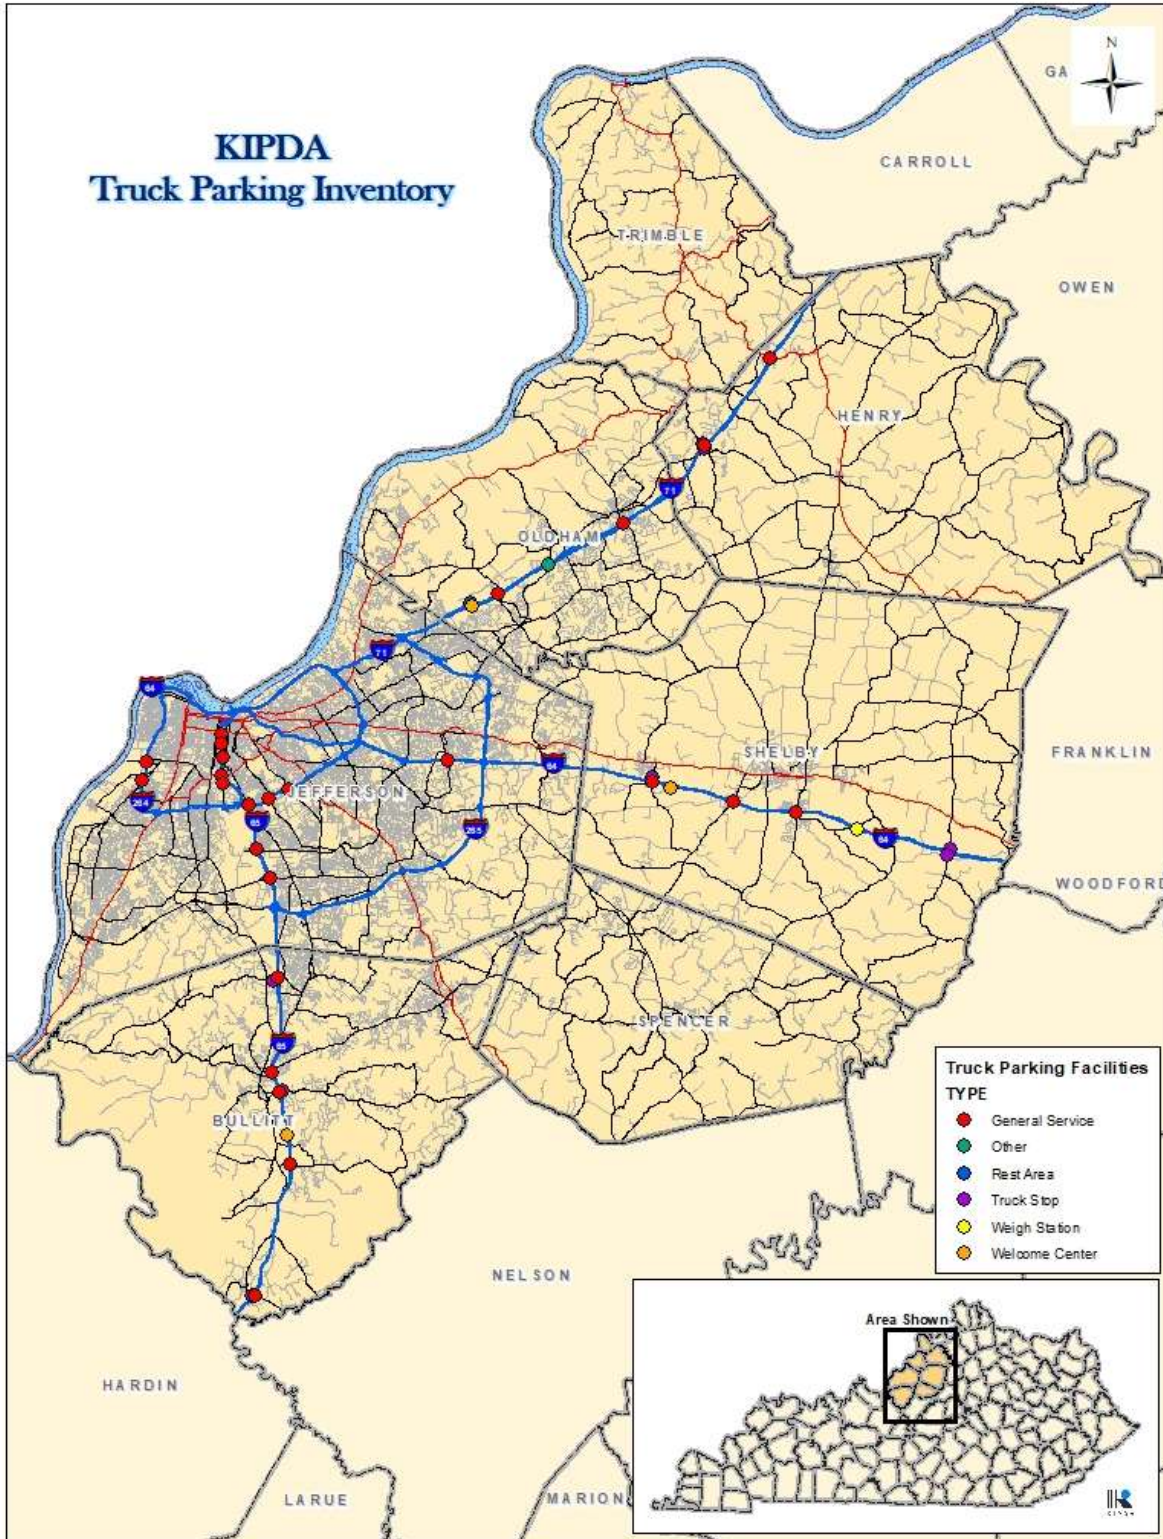 KIPDA
Truck Parking Inventory
N
GA
CARROLL
TRIMBLE
OWEN
HENRY
71
OLDHAM
71
64
SHELBY
FRANKLIN
64
JEFFERSON
264
65
265
64
WOODFORD
SPENCER
65
BULLITT
Truck Parking Facilities
TYPE
General Service
Other
Rest Area
Truck Stop
Weigh Station
Welcome Center
NELSON
Area Shown
HARDIN
LARUE
MARION